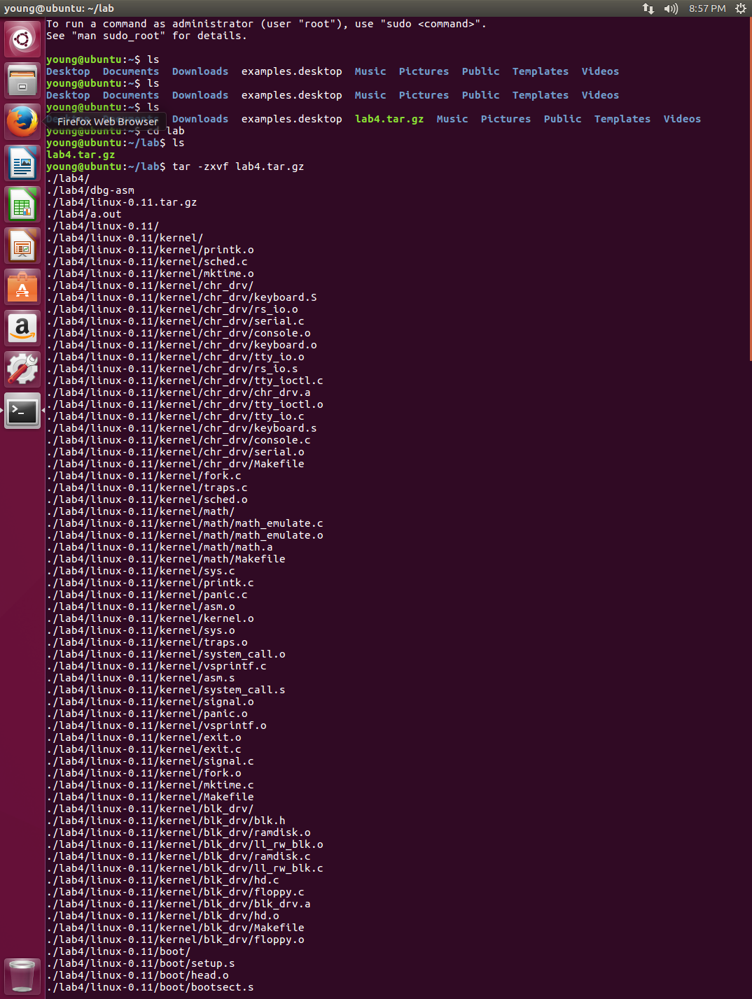 young@ubuntu: ~/lab
8:57 PM
To run a command as administrator (user "root"), use "sudo <command>".
See "man sudo_root" for details.
young@ubuntu:~$ ls
Desktop Documents Downloads examples.desktop Music Pictures Public Templates Videos
young@ubuntu:~$ ls
Desktop Documents Downloads examples.desktop Music Pictures Public Templates Videos
young@ubuntu:~$ ls
Downloads examples.desktop lab4.tar.gz Music Pictures Public Templates Videos
Firefox Web Browser
young@ubuntu:~$ cd lab
young@ubuntu:~/lab$ ls
lab4.tar.gz
young@ubuntu:~/lab$ tar -zxvf lab4.tar.gz
./lab4/
./lab4/dbg-asm
./lab4/linux-0.11.tar.gz
./lab4/a.out
./lab4/linux-0.11/
./lab4/linux-0.11/kernel/
./lab4/linux-0.11/kernel/printk.o
./lab4/linux-0.11/kernel/sched.c
./lab4/linux-0.11/kernel/mktime.o
./lab4/linux-0.11/kernel/chr_drv/
./lab4/linux-0.11/kernel/chr_drv/keyboard.S
./lab4/linux-0.11/kernel/chr_drv/rs_io.o
./lab4/linux-0.11/kernel/chr_drv/serial.c
./lab4/linux-0.11/kernel/chr_drv/console.o
./lab4/linux-0.11/kernel/chr_drv/keyboard.o
./lab4/linux-0.11/kernel/chr_drv/tty_io.o
./lab4/linux-0.11/kernel/chr_drv/rs_io.s
./lab4/linux-0.11/kernel/chr_drv/tty_ioctl.c
./lab4/linux-0.11/kernel/chr_drv/chr_drv.a
./lab4/linux-0.11/kernel/chr_drv/tty_ioctl.o
./lab4/linux-0.11/kernel/chr_drv/tty_io.c
./lab4/linux-0.11/kernel/chr_drv/keyboard.s
./lab4/linux-0.11/kernel/chr_drv/console.c
./lab4/linux-0.11/kernel/chr_drv/serial.o
./lab4/linux-0.11/kernel/chr_drv/Makefile
./lab4/linux-0.11/kernel/fork.c
./lab4/linux-0.11/kernel/traps.c
./lab4/linux-0.11/kernel/sched.o
./lab4/linux-0.11/kernel/math/
./lab4/linux-0.11/kernel/math/math_emulate.c
./lab4/linux-0.11/kernel/math/math_emulate.o
./lab4/linux-0.11/kernel/math/math.a
./lab4/linux-0.11/kernel/math/Makefile
./lab4/linux-0.11/kernel/sys.c
./lab4/linux-0.11/kernel/printk.c
./lab4/linux-0.11/kernel/panic.c
./lab4/linux-0.11/kernel/asm.o
./lab4/linux-0.11/kernel/kernel.o
./lab4/linux-0.11/kernel/sys.o
./lab4/linux-0.11/kernel/traps.o
./lab4/linux-0.11/kernel/system_call.o
./lab4/linux-0.11/kernel/vsprintf.c
./lab4/linux-0.11/kernel/asm.s
./lab4/linux-0.11/kernel/system_call.s
./lab4/linux-0.11/kernel/signal.o
./lab4/linux-0.11/kernel/panic.o
./lab4/linux-0.11/kernel/vsprintf.o
./lab4/linux-0.11/kernel/exit.o
./lab4/linux-0.11/kernel/exit.c
./lab4/linux-0.11/kernel/signal.c
./lab4/linux-0.11/kernel/fork.o
./lab4/linux-0.11/kernel/mktime.c
./lab4/linux-0.11/kernel/Makefile
./lab4/linux-0.11/kernel/blk_drv/
./lab4/linux-0.11/kernel/blk_drv/blk.h
./lab4/linux-0.11/kernel/blk_drv/ramdisk.o
./lab4/linux-0.11/kernel/blk_drv/ll_rw_blk.o
./lab4/linux-0.11/kernel/blk_drv/ramdisk.c
./lab4/linux-0.11/kernel/blk_drv/ll_rw_blk.c
./lab4/linux-0.11/kernel/blk_drv/hd.c
./lab4/linux-0.11/kernel/blk_drv/floppy.c
./lab4/linux-0.11/kernel/blk_drv/blk_drv.a
./lab4/linux-0.11/kernel/blk_drv/hd.o
./lab4/linux-0.11/kernel/blk_drv/Makefile
./lab4/linux-0.11/kernel/blk_drv/floppy.o
./lab4/linux-0.11/boot/
./lab4/linux-0.11/boot/setup.s
./lab4/linux-0.11/boot/head.o
./lab4/linux-0.11/boot/bootsect.s